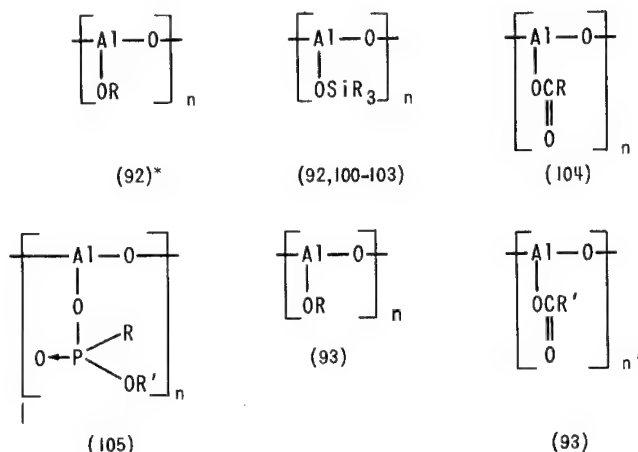 Al—O
OR
n
(92)*
Al—O
OSiR3
n
(92,100-103)
Al—O
OCR
O
n
(104)
Al—O
O
O P R
OR'
n
(105)
Al—O
OR
n
(93)
Al—O
OCR'
O
n'
(93)